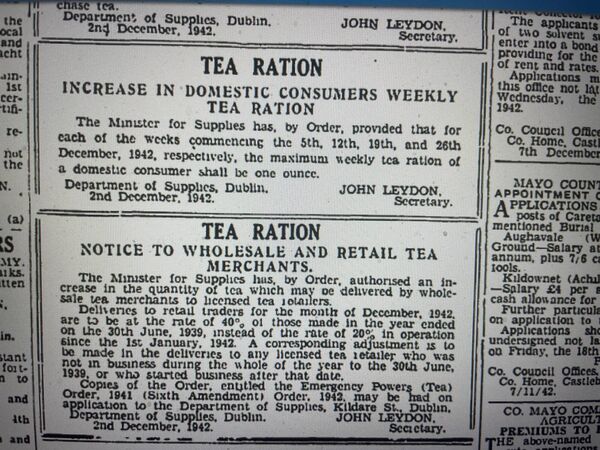 chase tea.
Department of Supplies, Dublin.
2nd December, 1942.
JOHN LEYDON,
Secretary.
TEA RATION
INCREASE IN DOMESTIC CONSUMERS WEEKLY
TEA RATION
The Minister for Supplies has, by Order, provided that for
each of the weeks commencing the 5th, 12th, 19th, and 26th
December, 1942, respectively, the maximum weekly tea ration of
a domestic consumer shall be one ounce.
Department of Supplies, Dublin.
2nd December, 1942.
JOHN LEYDON,
Secretary.
TEA RATION
NOTICE TO WHOLESALE AND RETAIL TEA
MERCHANTS.
The Minister for Supplies has, by Order, authorised an in-
crease in the quantity of tea which may be delivered by whole-
sale tea merchants to licensed tea retailers.
Deliveries to retail traders for the month of December, 1942,
are to be at the rate of 40% of those made in the year ended
on the 30th June, 1939, instead of the rate of 20% in operation
since the 1st January, 1942. A corresponding adjustment is to
be made in the deliveries to any licensed tea retailer who was
not in business during the whole of the year to the 30th June,
1939, or who started business after that date.
Copies of the Order, entitled the Emergency Powers (Tea)
Order, 1941 (Sixth Amendment) Order, 1942, may be had on
application to the Department of Supplies, Kildare St., Dublin.
Department of Supplies, Dublin.
2nd December, 1942.
JOHN LEYDON,
Secretary.
The applicants
of two solvent s
enter into a bond
providing for the
of rent and rates.
Applications m
this office not lat
Wednesday, the
1942.
Co. Council Office
Co. Home, Castl
7th December
MAYO COUN
APPOINTMENT O
APPLICATIONS
posts of Careta
mentioned Burial
Aughavale (W
Ground—Salary at
annum, plus 7/6 c
tools.
Kildownet (Achi
—Salary £4 per
cash allowance for
Further particula
on application to
Applications sho
undersigned not la
on Friday, the 18th
Co. Council Offices,
Co. Home, Castleb
7/11/42.
CO. MAYO COM
AGRICUL
PREMIUMS TO
THE above-named